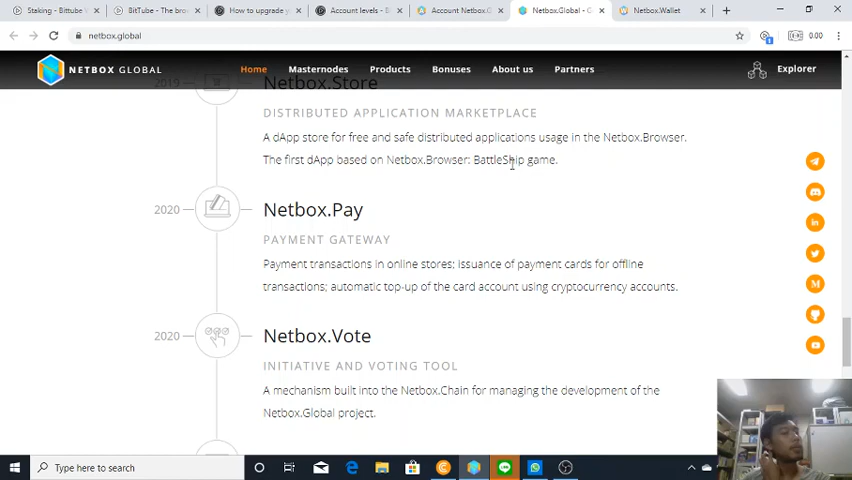 Staking - Bittube
BitTube - The bro
How to upgrade y
Account levels - B
Account Netbox.G
Netbox.Global - G
Netbox.Wallet
netbox.global
0.00
NETBOX GLOBAL
Home
Masternodes
Products
Bonuses
About us
Partners
Explorer
2019
Netbox.Store
DISTRIBUTED APPLICATION MARKETPLACE
A dApp store for free and safe distributed applications usage in the Netbox.Browser.
The first dApp based on Netbox.Browser: BattleShip game.
2020
Netbox.Pay
PAYMENT GATEWAY
Payment transactions in online stores; issuance of payment cards for offline
transactions; automatic top-up of the card account using cryptocurrency accounts.
2020
Netbox.Vote
INITIATIVE AND VOTING TOOL
A mechanism built into the Netbox.Chain for managing the development of the
Netbox.Global project.
Type here to search